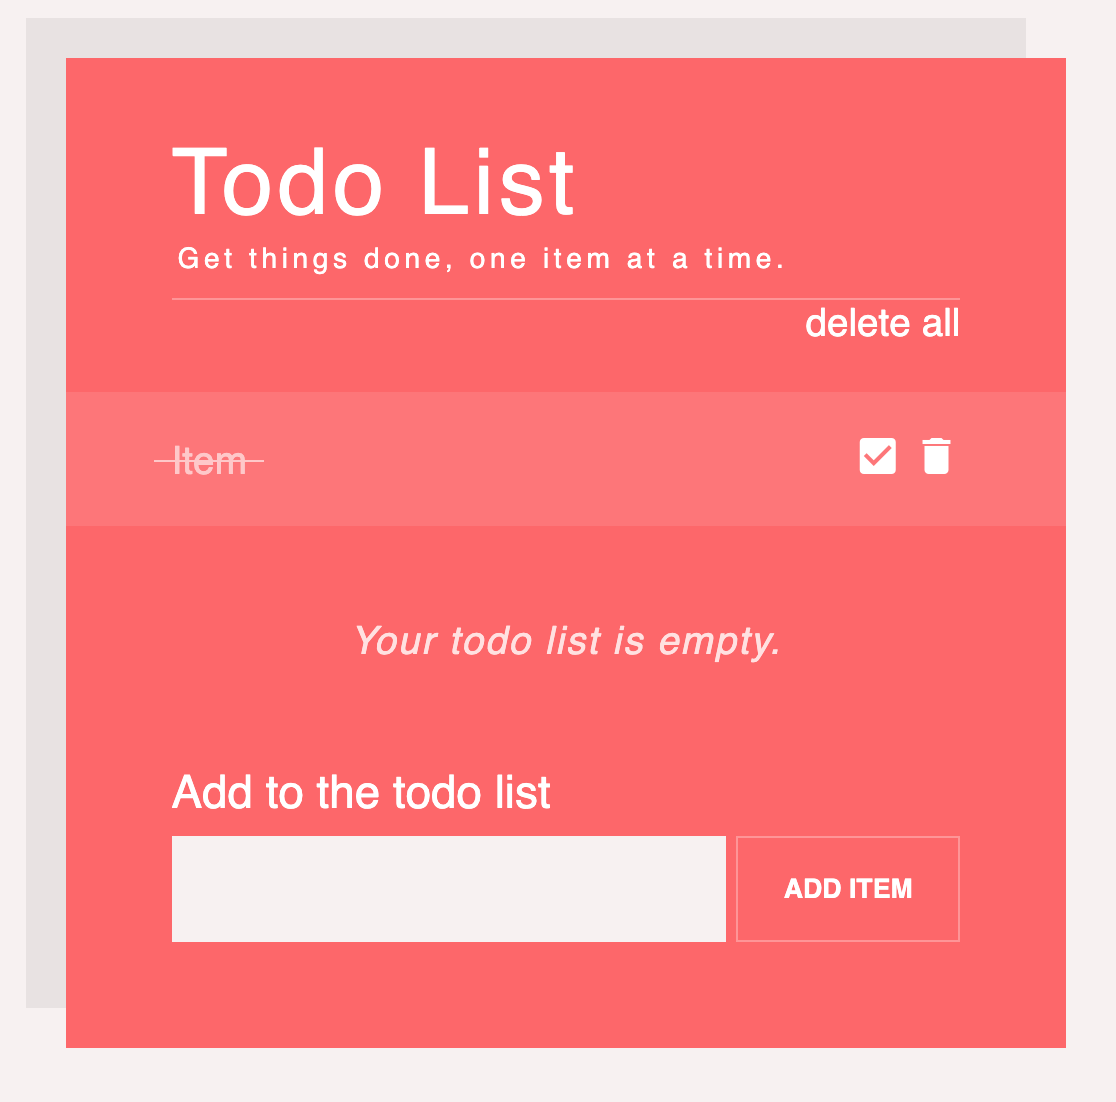 Todo List
Get things done, one item at a time.
delete all
Item
Your todo list is empty.
Add to the todo list
ADD ITEM